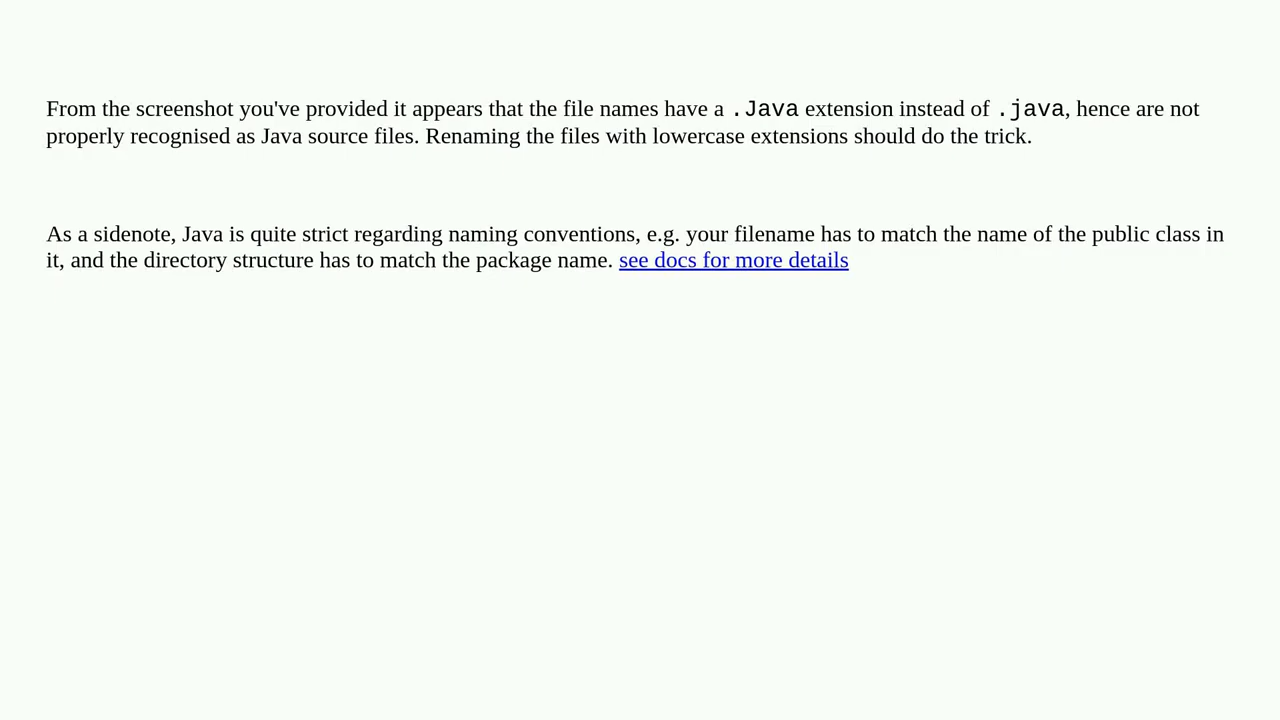 From the screenshot you've provided it appears that the file names have a .Java extension instead of .java, hence are not
properly recognised as Java source files. Renaming the files with lowercase extensions should do the trick.
As a sidenote, Java is quite strict regarding naming conventions, e.g. your filename has to match the name of the public class in
it, and the directory structure has to match the package name. see docs for more details